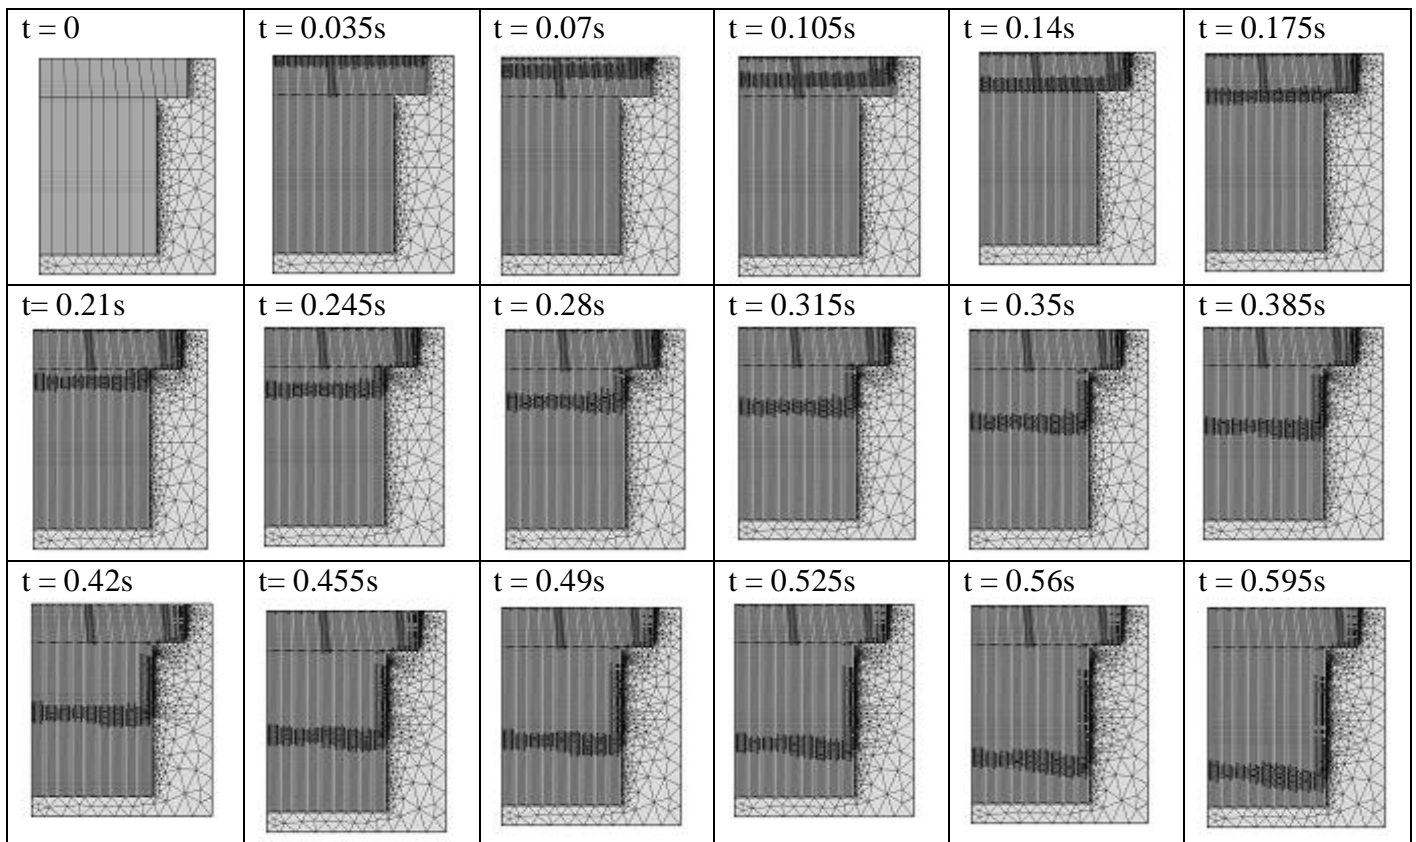 t = 0
t = 0.035s
t = 0.07s
t = 0.105s
t = 0.14s
t = 0.175s
t= 0.21s
t = 0.245s
t = 0.28s
t = 0.315s
t = 0.35s
t = 0.385s
t = 0.42s
t= 0.455s
t = 0.49s
t = 0.525s
t = 0.56s
t = 0.595s